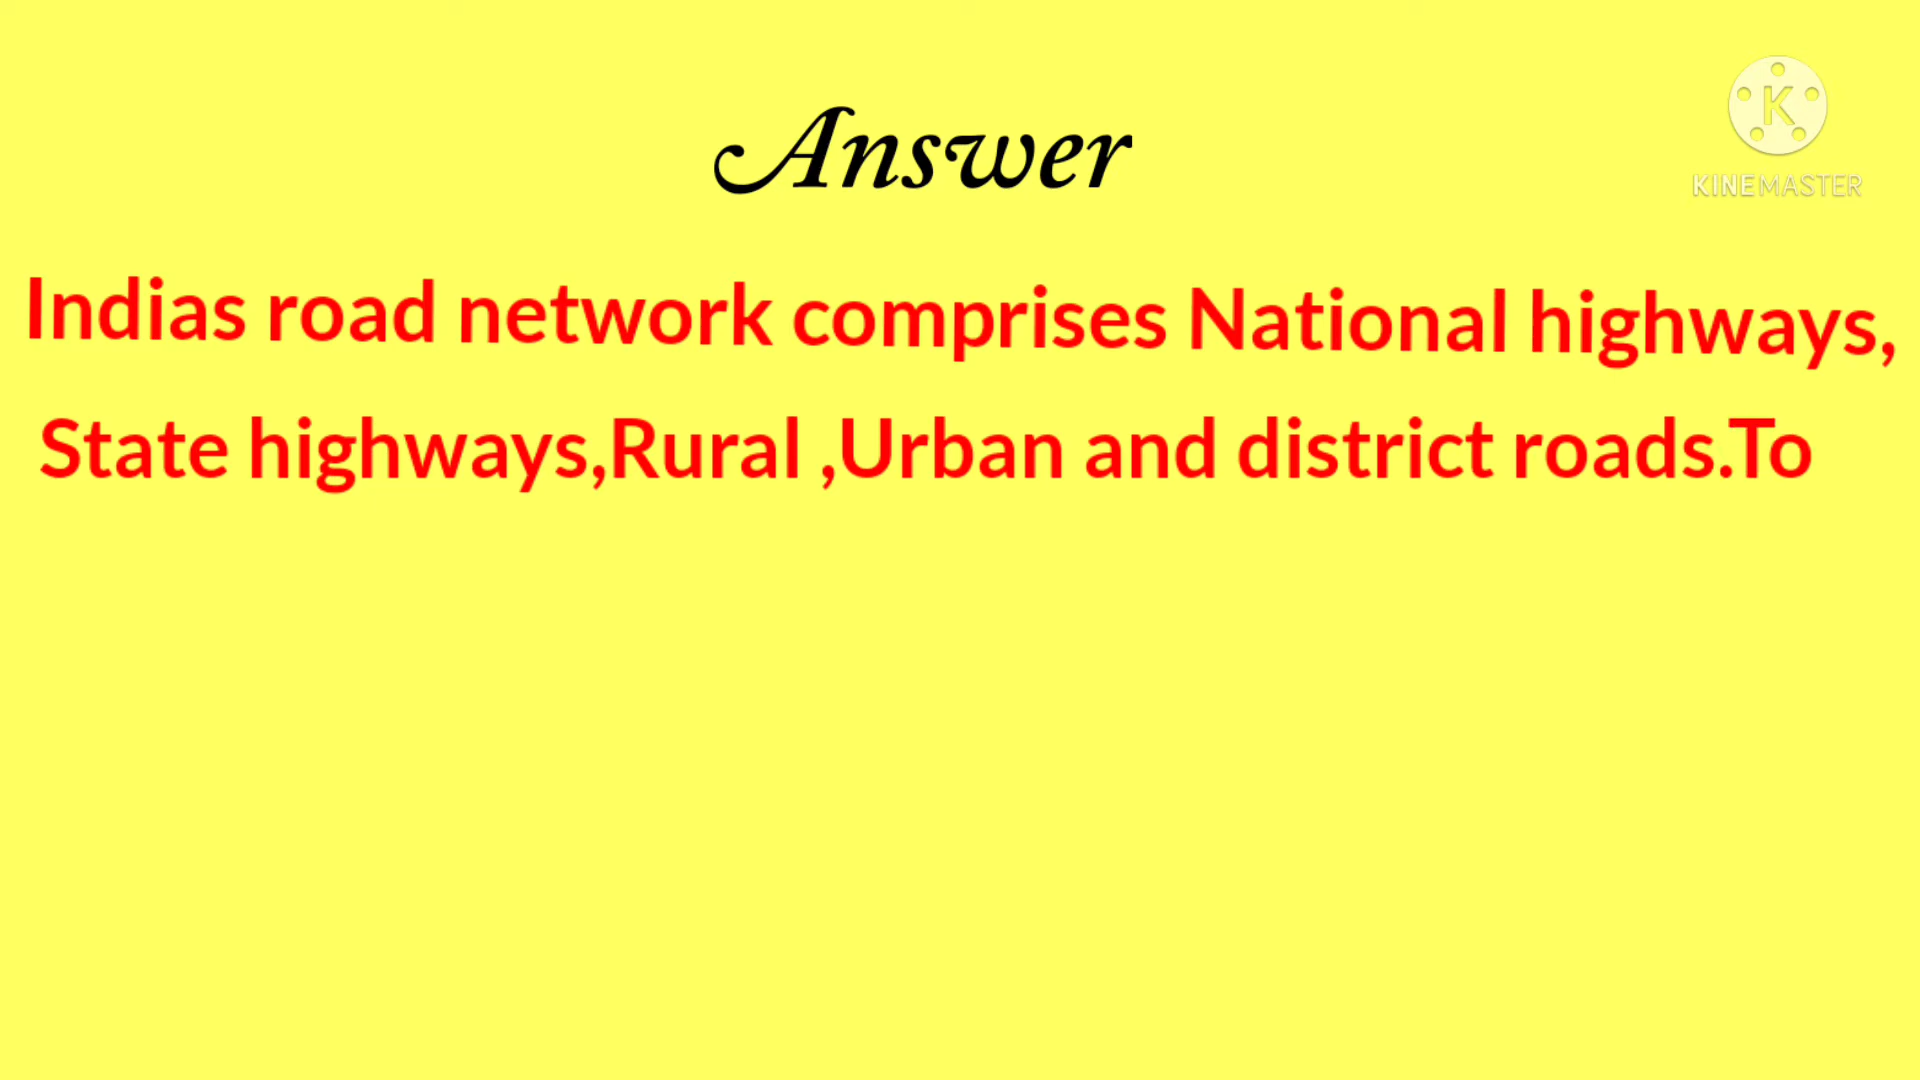 Answer
K
KINEMASTER
Indias road network comprises National highways,
State highways,Rural ,Urban and district roads.To